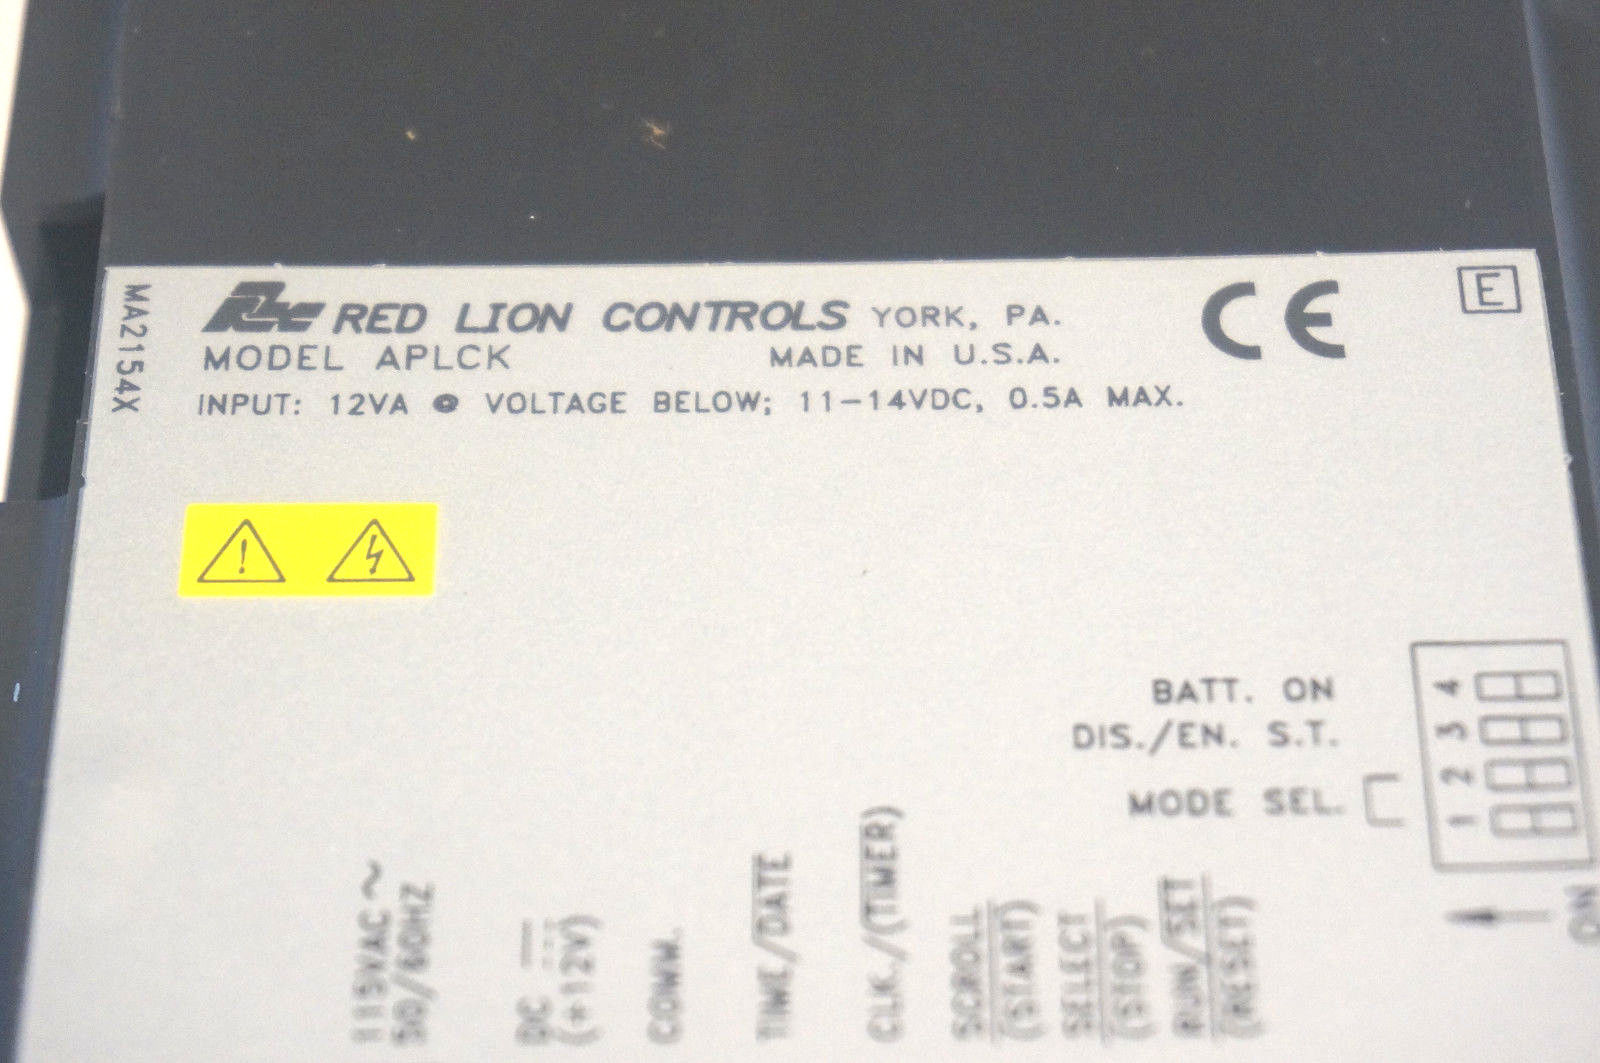 MA2154X
RLC RED LION CONTROLS YORK, PA.
MODEL APLCK MADE IN U.S.A.
INPUT: 12VA @ VOLTAGE BELOW; 11-14VDC, 0.5A MAX.
CE
E
BATT. ON
DIS./EN. S.T.
MODE SEL.
4
3
2
1
ON
115VAC~
50/60HZ
DC
(+12V)
COMM.
TIME/DATE
CLK./(TIMER)
SCROLL
(START)
SELECT
(STOP)
RUN/SET
(RESET)